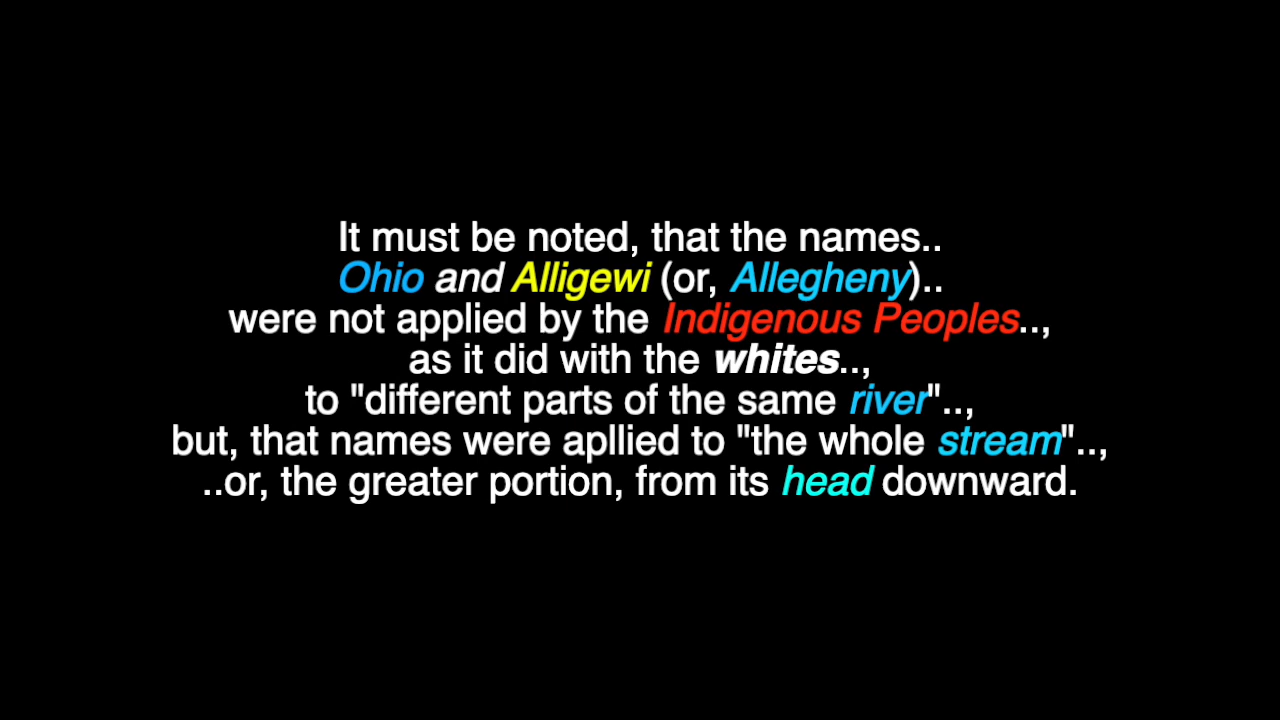 It must be noted, that the names..
Ohio and Alligewi (or, Allegheny)..
were not applied by the Indigenous Peoples..,
as it did with the whites..,
to "different parts of the same river"..,
but, that names were apllied to "the whole stream"..,
..or, the greater portion, from its head downward.